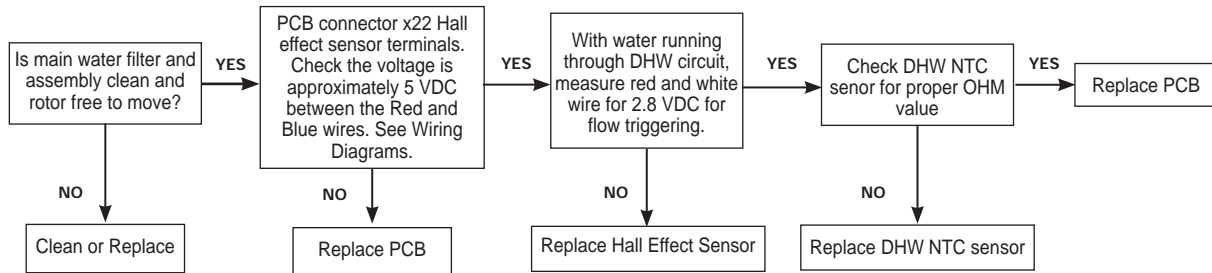 Is main water filter and
assembly clean and
rotor free to move?
YES
NO
Clean or Replace
PCB connector x22 Hall
effect sensor terminals.
Check the voltage is
approximately 5 VDC
between the Red and
Blue wires. See Wiring
Diagrams.
YES
NO
Replace PCB
With water running
through DHW circuit,
measure red and white
wire for 2.8 VDC for
flow triggering.
YES
NO
Replace Hall Effect Sensor
Check DHW NTC
senor for proper OHM
value
YES
NO
Replace DHW NTC sensor
Replace PCB